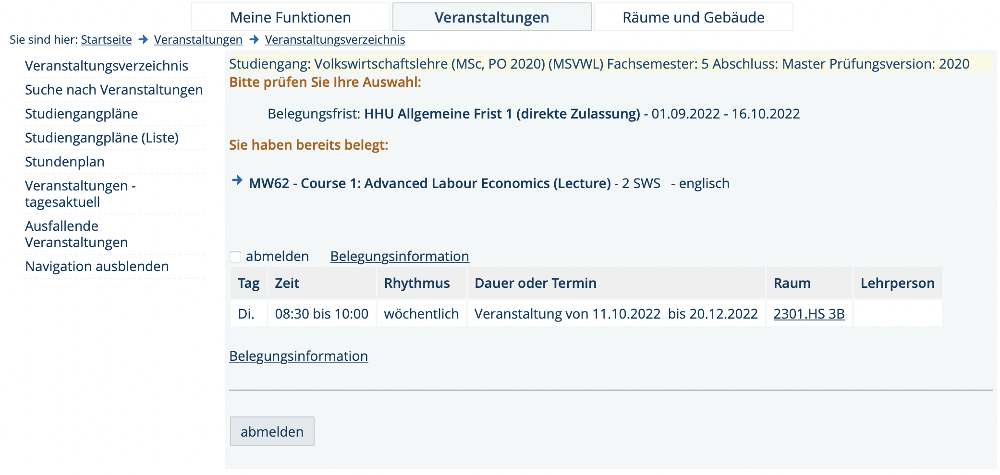 Meine Funktionen
Veranstaltungen
Räume und Gebäude
Sie sind hier: Startseite → Veranstaltungen → Veranstaltungsverzeichnis
Veranstaltungsverzeichnis
Suche nach Veranstaltungen
Studiengangpläne
Studiengangpläne (Liste)
Stundenplan
Veranstaltungen -
tagesaktuell
Ausfallende
Veranstaltungen
Navigation ausblenden
Studiengang: Volkswirtschaftslehre (MSc, PO 2020) (MSVWL) Fachsemester: 5 Abschluss: Master Prüfungsversion: 2020
Bitte prüfen Sie Ihre Auswahl:
Belegungsfrist: HHU Allgemeine Frist 1 (direkte Zulassung) - 01.09.2022 - 16.10.2022
Sie haben bereits belegt:
→ MW62 - Course 1: Advanced Labour Economics (Lecture) - 2 SWS - englisch
abmelden Belegungsinformation
Tag Zeit Rhythmus Dauer oder Termin Raum Lehrperson
Di. 08:30 bis 10:00 wöchentlich Veranstaltung von 11.10.2022 bis 20.12.2022 2301.HS 3B
Belegungsinformation
abmelden